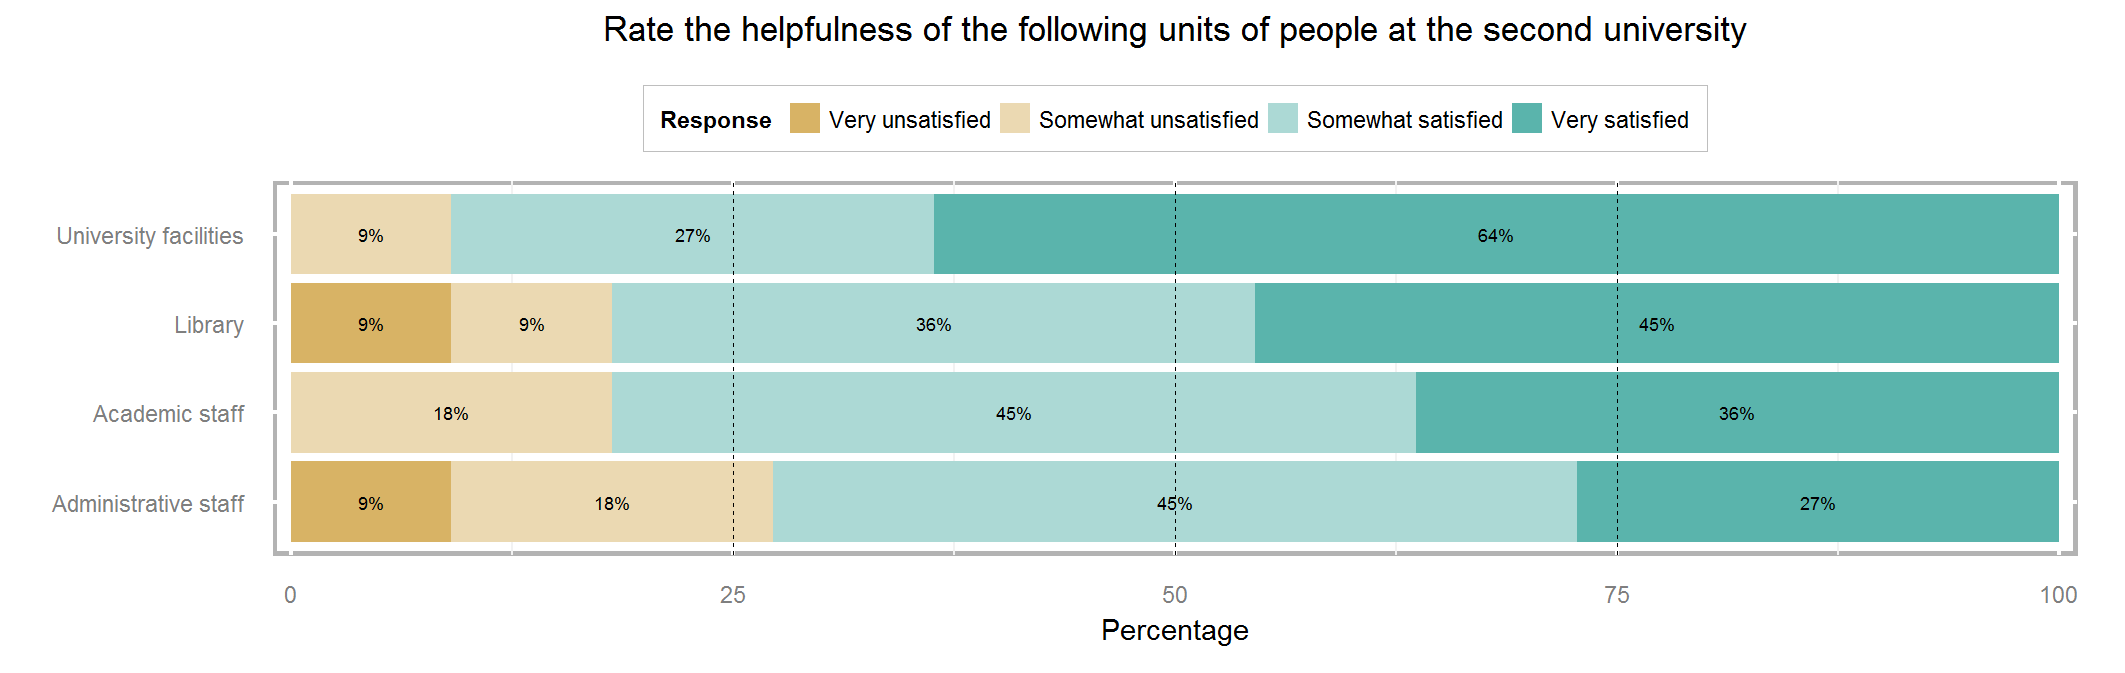 Rate the helpfulness of the following units of people at the second university
Response Very unsatisfied Somewhat unsatisfied Somewhat satisfied Very satisfied
University facilities 9% 27% 64%
Library 9% 9% 36% 45%
Academic staff 18% 45% 36%
Administrative staff 9% 18% 45% 27%
0 25 50 75 100
Percentage